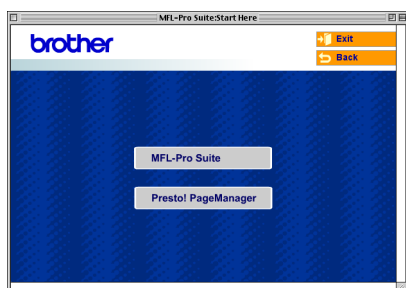 MFL-Pro Suite:Start Here
brother
Exit
Back
MFL-Pro Suite
Presto! PageManager